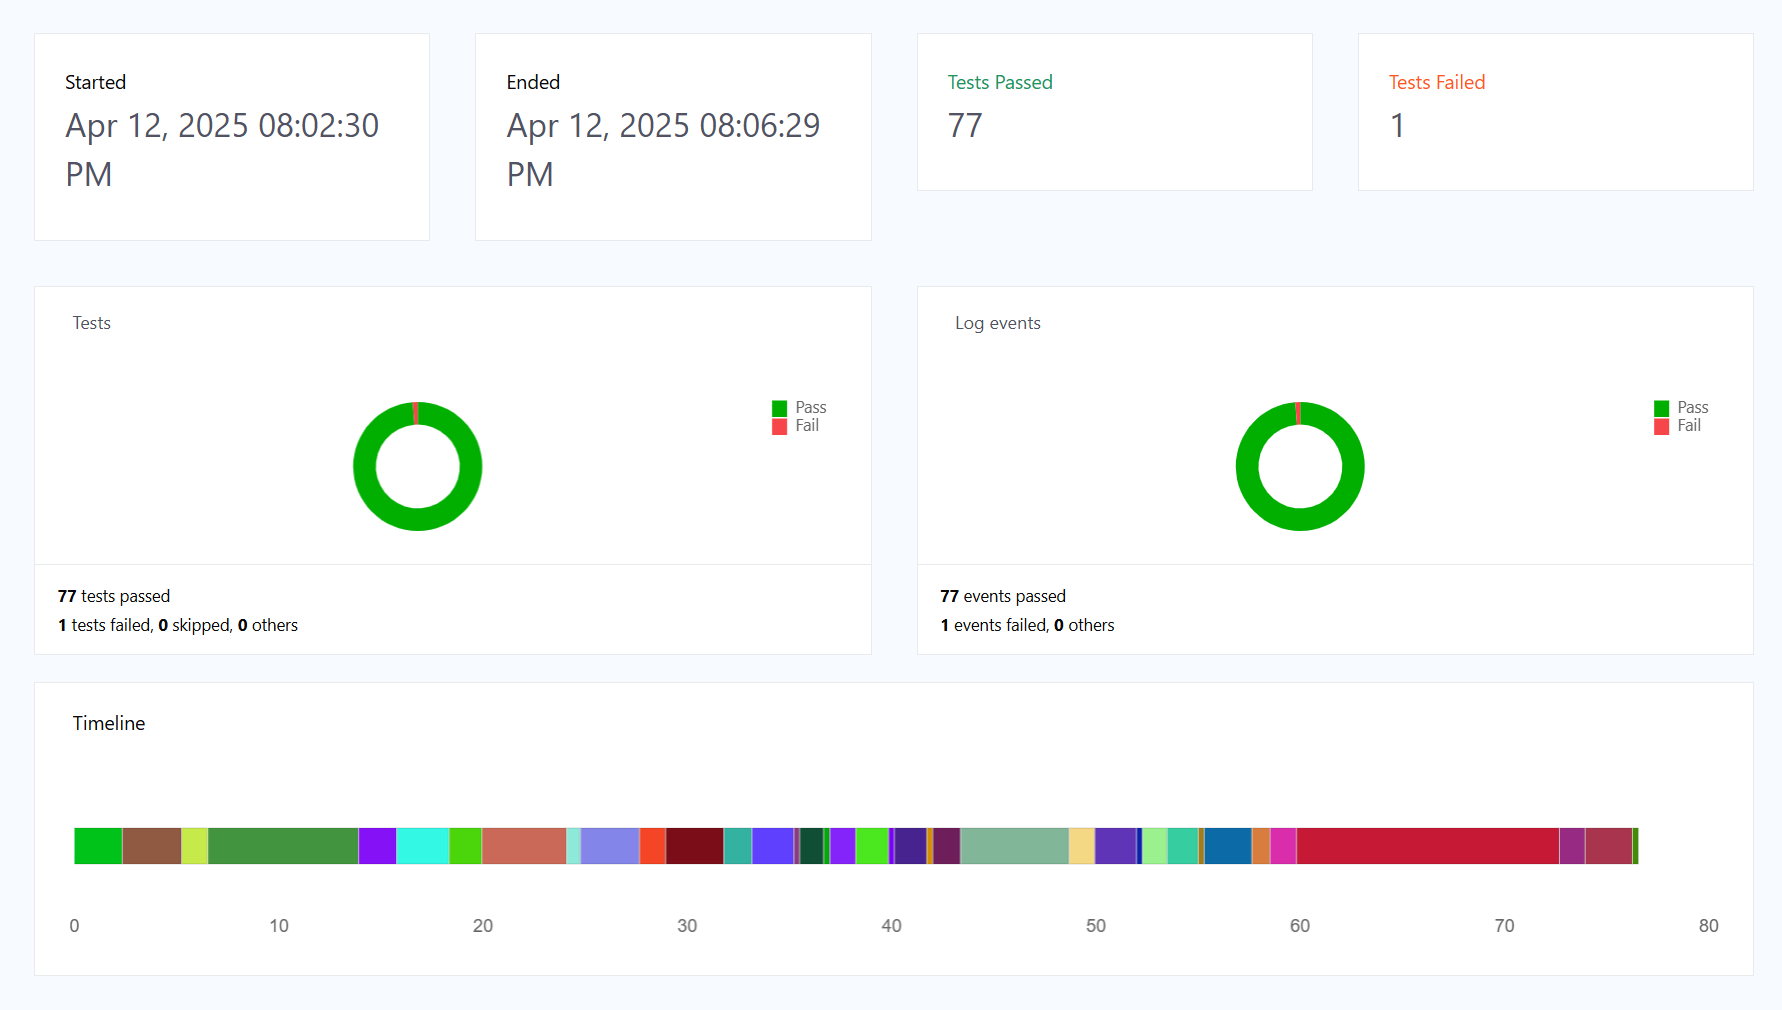 Started
Apr 12, 2025 08:02:30
PM
Ended
Apr 12, 2025 08:06:29
PM
Tests Passed
77
Tests Failed
1
Tests
Pass
Fail
77 tests passed
1 tests failed, 0 skipped, 0 others
Log events
Pass
Fail
77 events passed
1 events failed, 0 others
Timeline
0 10 20 30 40 50 60 70 80